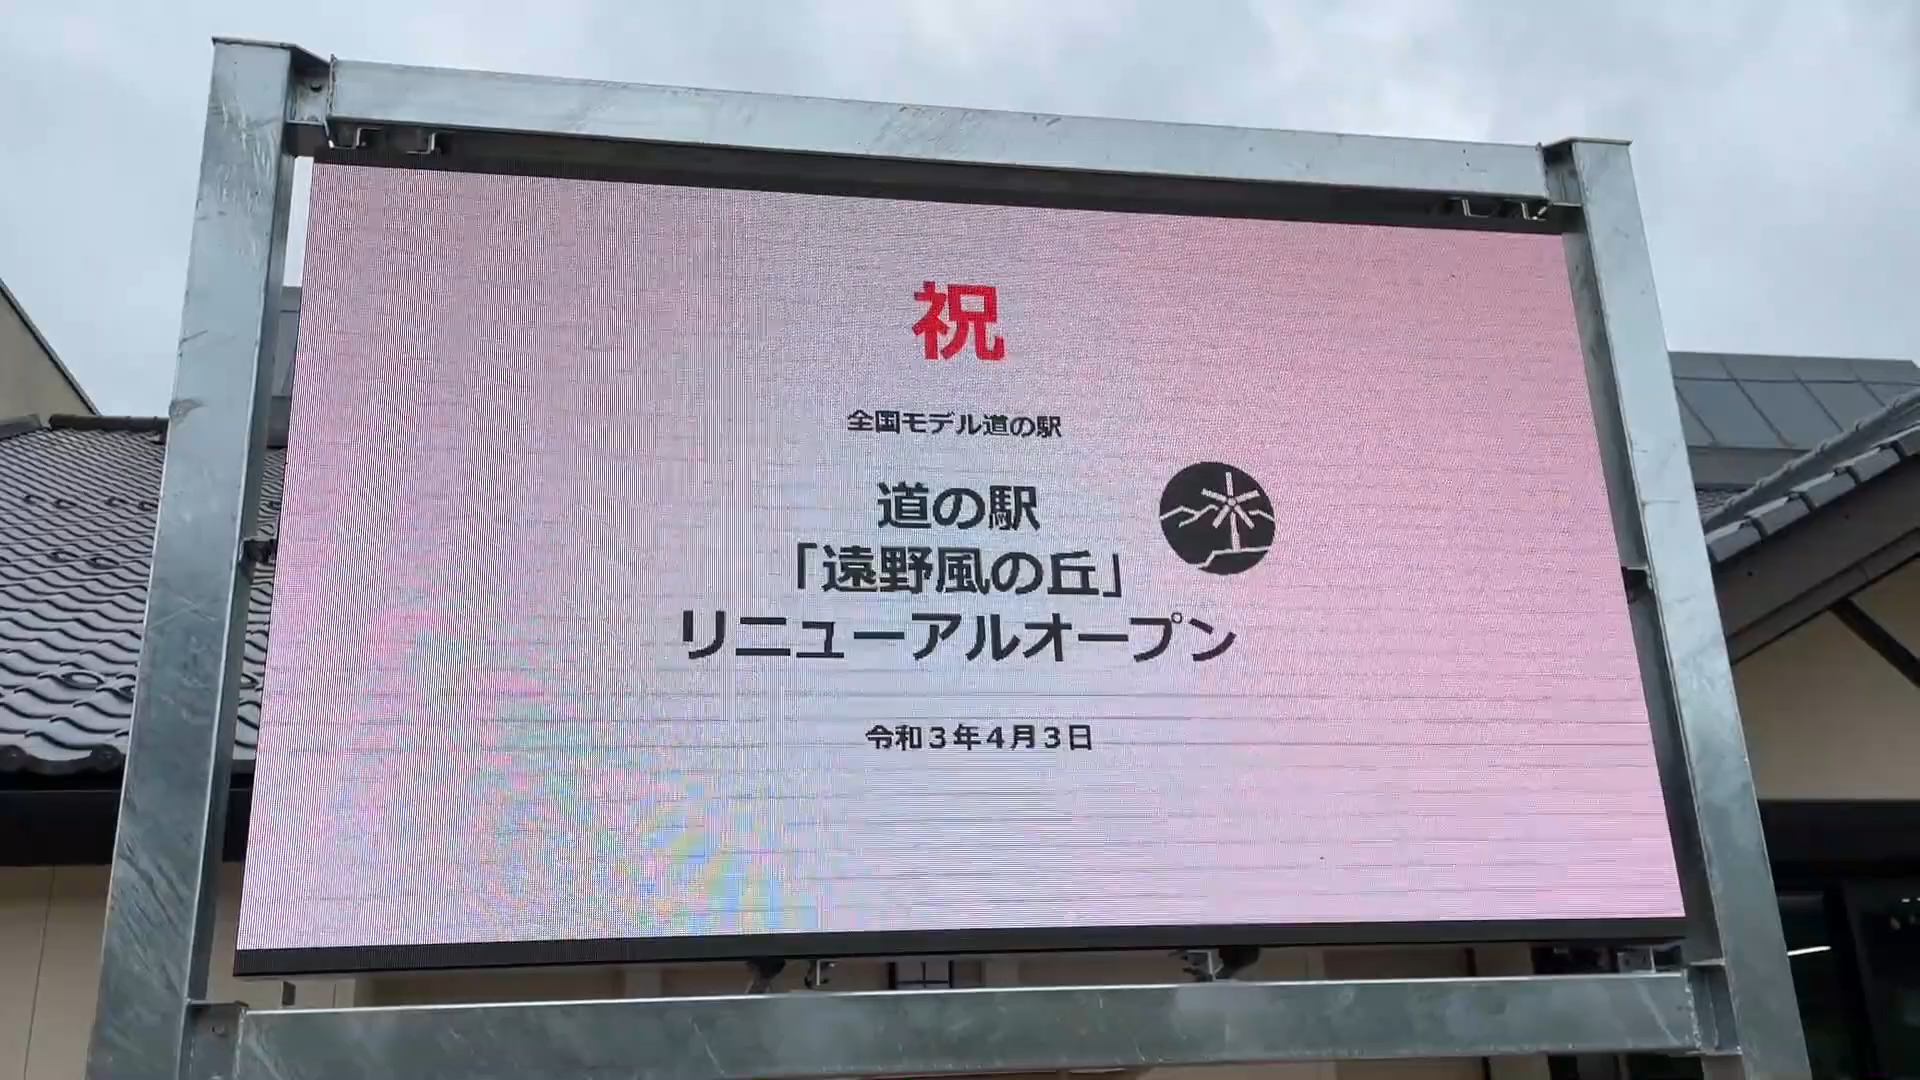 祝
全国モデル道の駅
道の駅
「遠野風の丘」
リニューアルオープン
令和３年４月３日